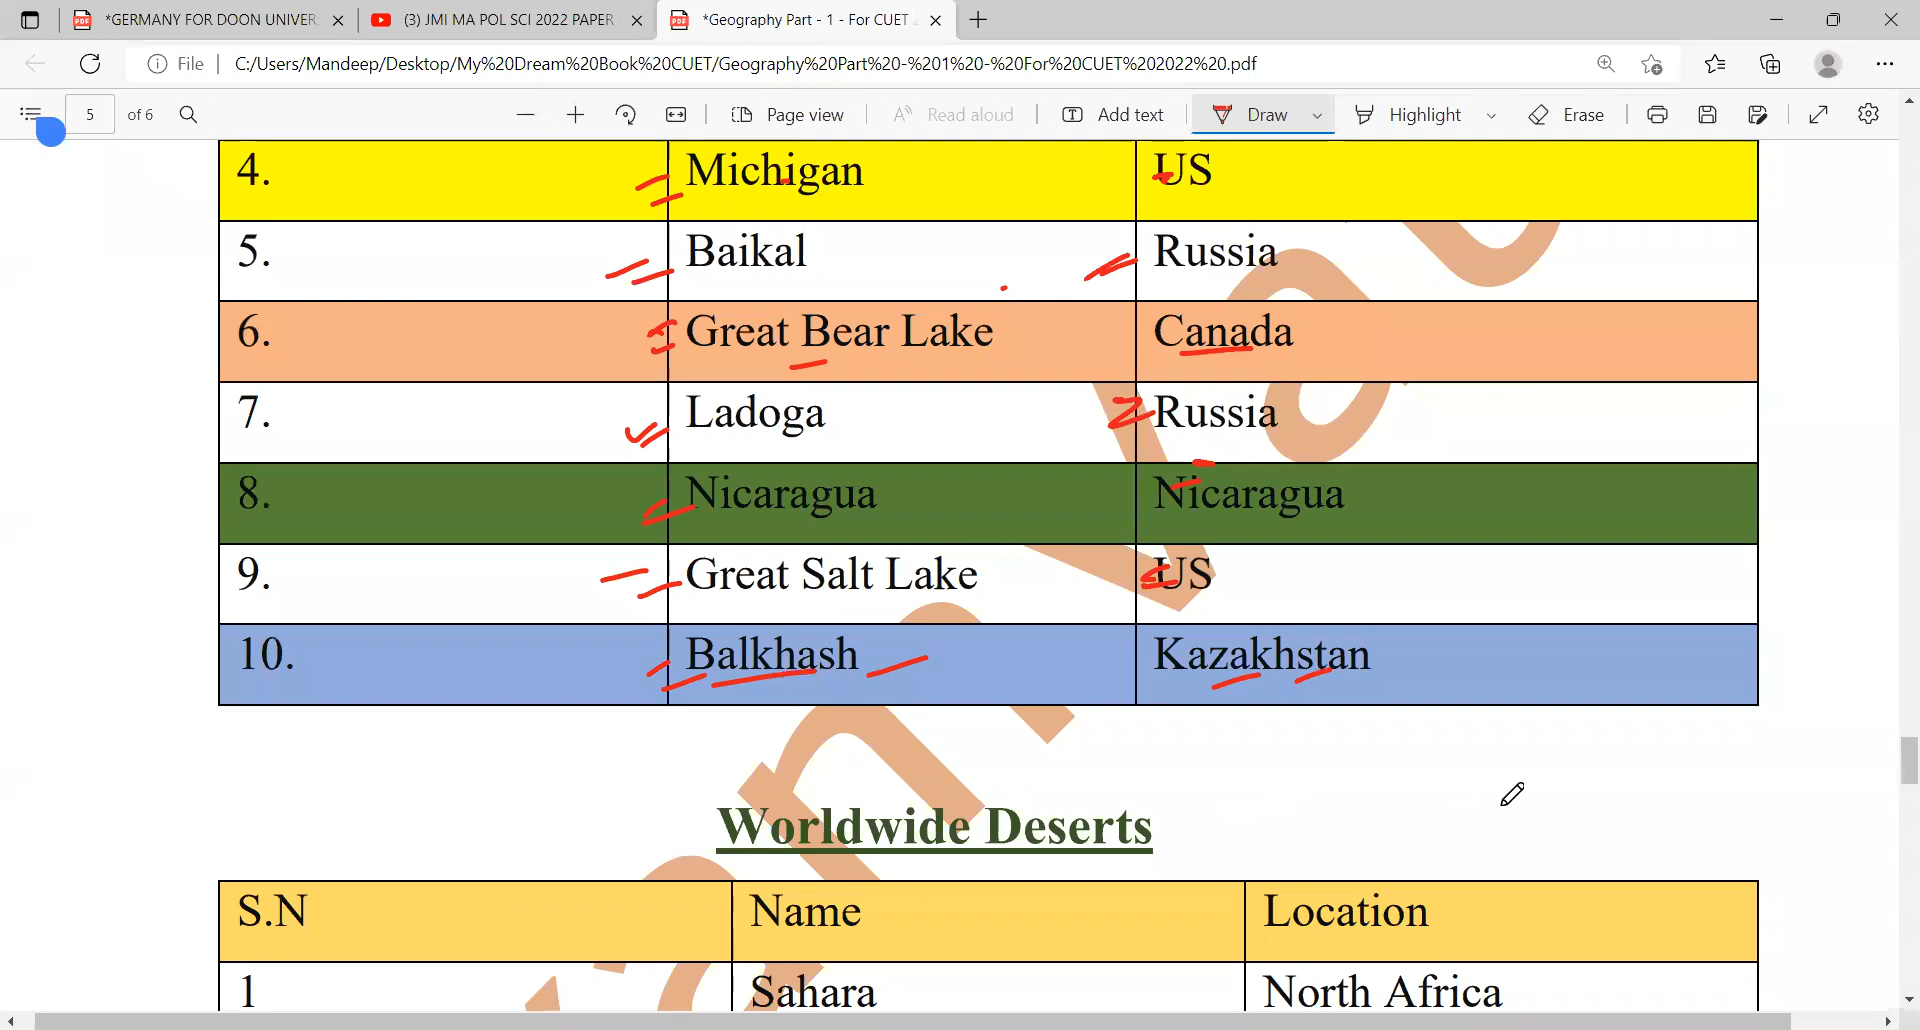 *GERMANY FOR DOON UNIVER
(3) JMI MA POL SCI 2022 PAPER
*Geography Part - 1 - For CUET 2
File
C:/Users/Mandeep/Desktop/My%20Dream%20Book%20CUET/Geography%20Part%20-%201%20-%20For%20CUET%202022%20.pdf
5 of 6 Page view Read aloud Add text Draw Highlight Erase
4. Michigan US
5. Baikal Russia
6. Great Bear Lake Canada
7. Ladoga Russia
8. Nicaragua Nicaragua
9. Great Salt Lake US
10. Balkhash Kazakhstan
Worldwide Deserts
S.N Name Location
1 Sahara North Africa